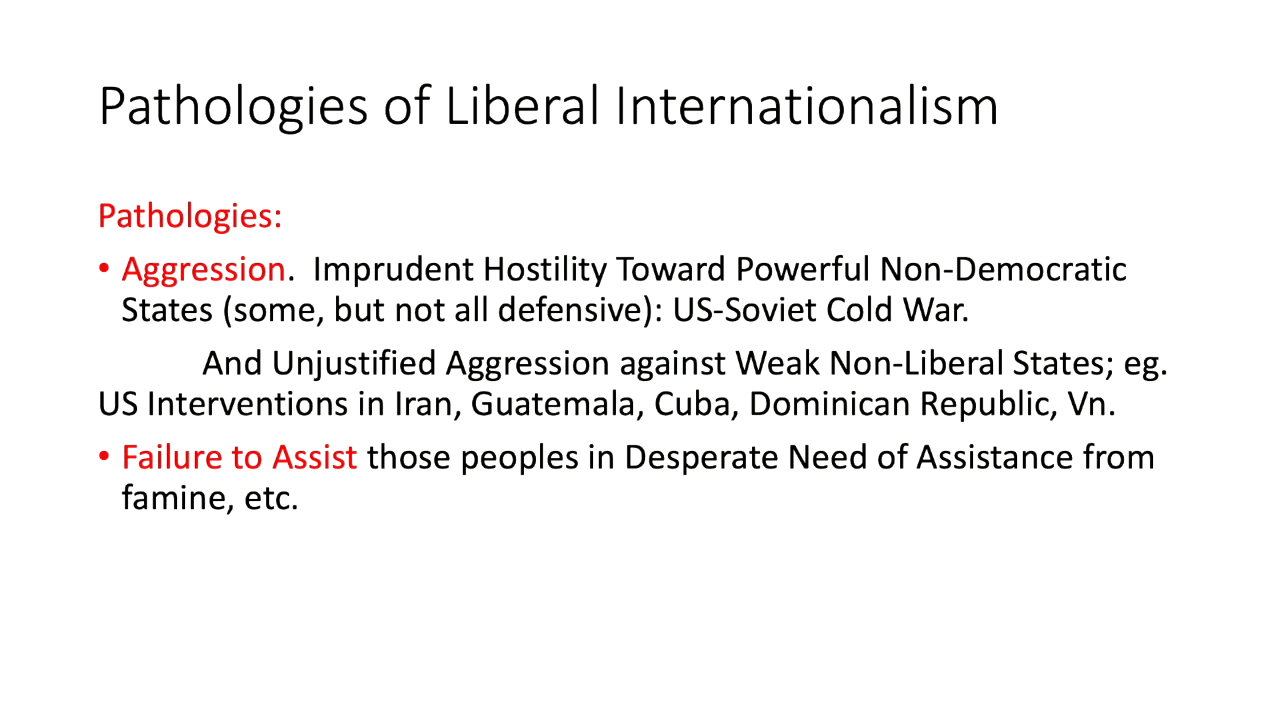 Pathologies of Liberal Internationalism
Pathologies:
• Aggression.  Imprudent Hostility Toward Powerful Non-Democratic
States (some, but not all defensive): US-Soviet Cold War.
And Unjustified Aggression against Weak Non-Liberal States; eg.
US Interventions in Iran, Guatemala, Cuba, Dominican Republic, Vn.
• Failure to Assist those peoples in Desperate Need of Assistance from
famine, etc.